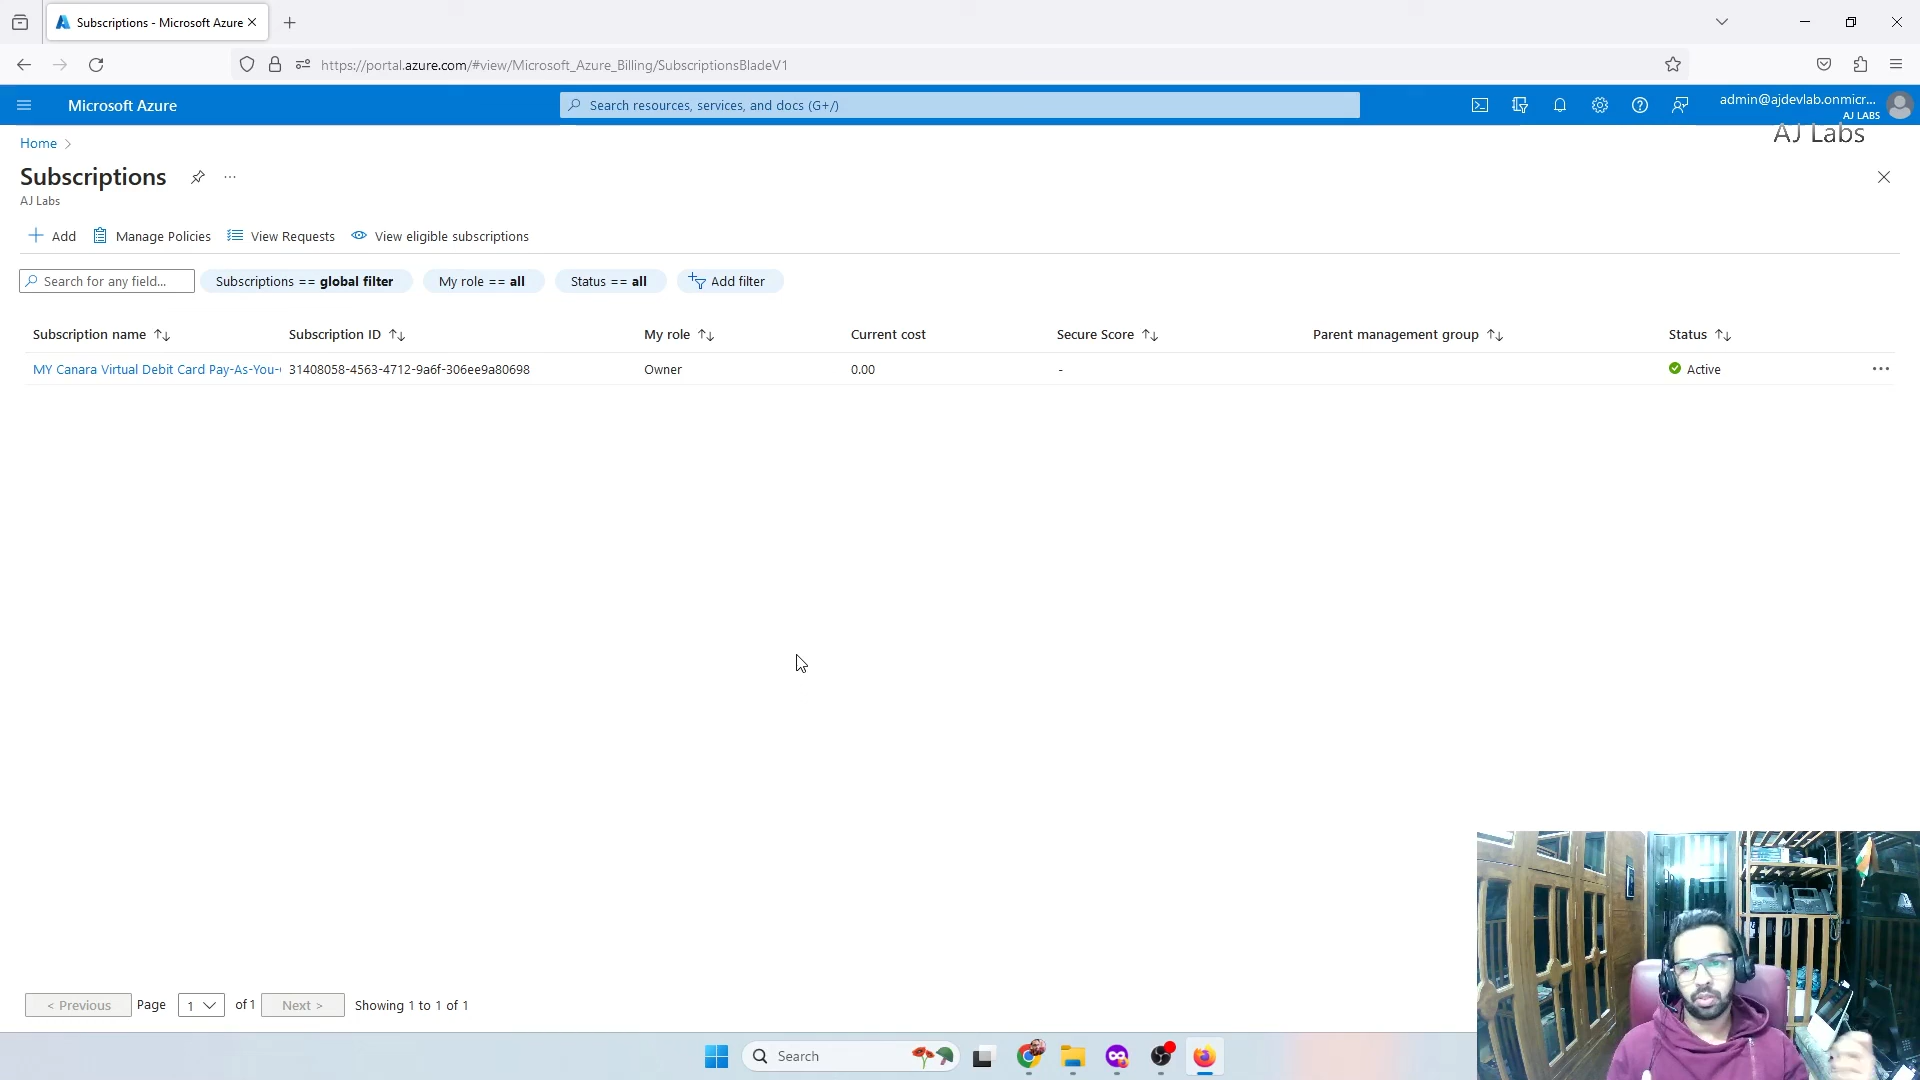 Subscriptions - Microsoft Azure
https://portal.azure.com/#view/Microsoft_Azure_Billing/SubscriptionsBladeV1
Microsoft Azure
Search resources, services, and docs (G+/)
admin@ajdevlab.onmicr...
AJ LABS
AJ Labs
Home
Subscriptions
AJ Labs
Add Manage Policies View Requests View eligible subscriptions
Search for any field... Subscriptions == global filter My role == all Status == all Add filter
Subscription name Subscription ID My role Current cost Secure Score Parent management group Status
MY Canara Virtual Debit Card Pay-As-You- 31408058-4563-4712-9a6f-306ee9a80698 Owner 0.00 - Active
< Previous Page 1 of 1 Next > Showing 1 to 1 of 1
Search